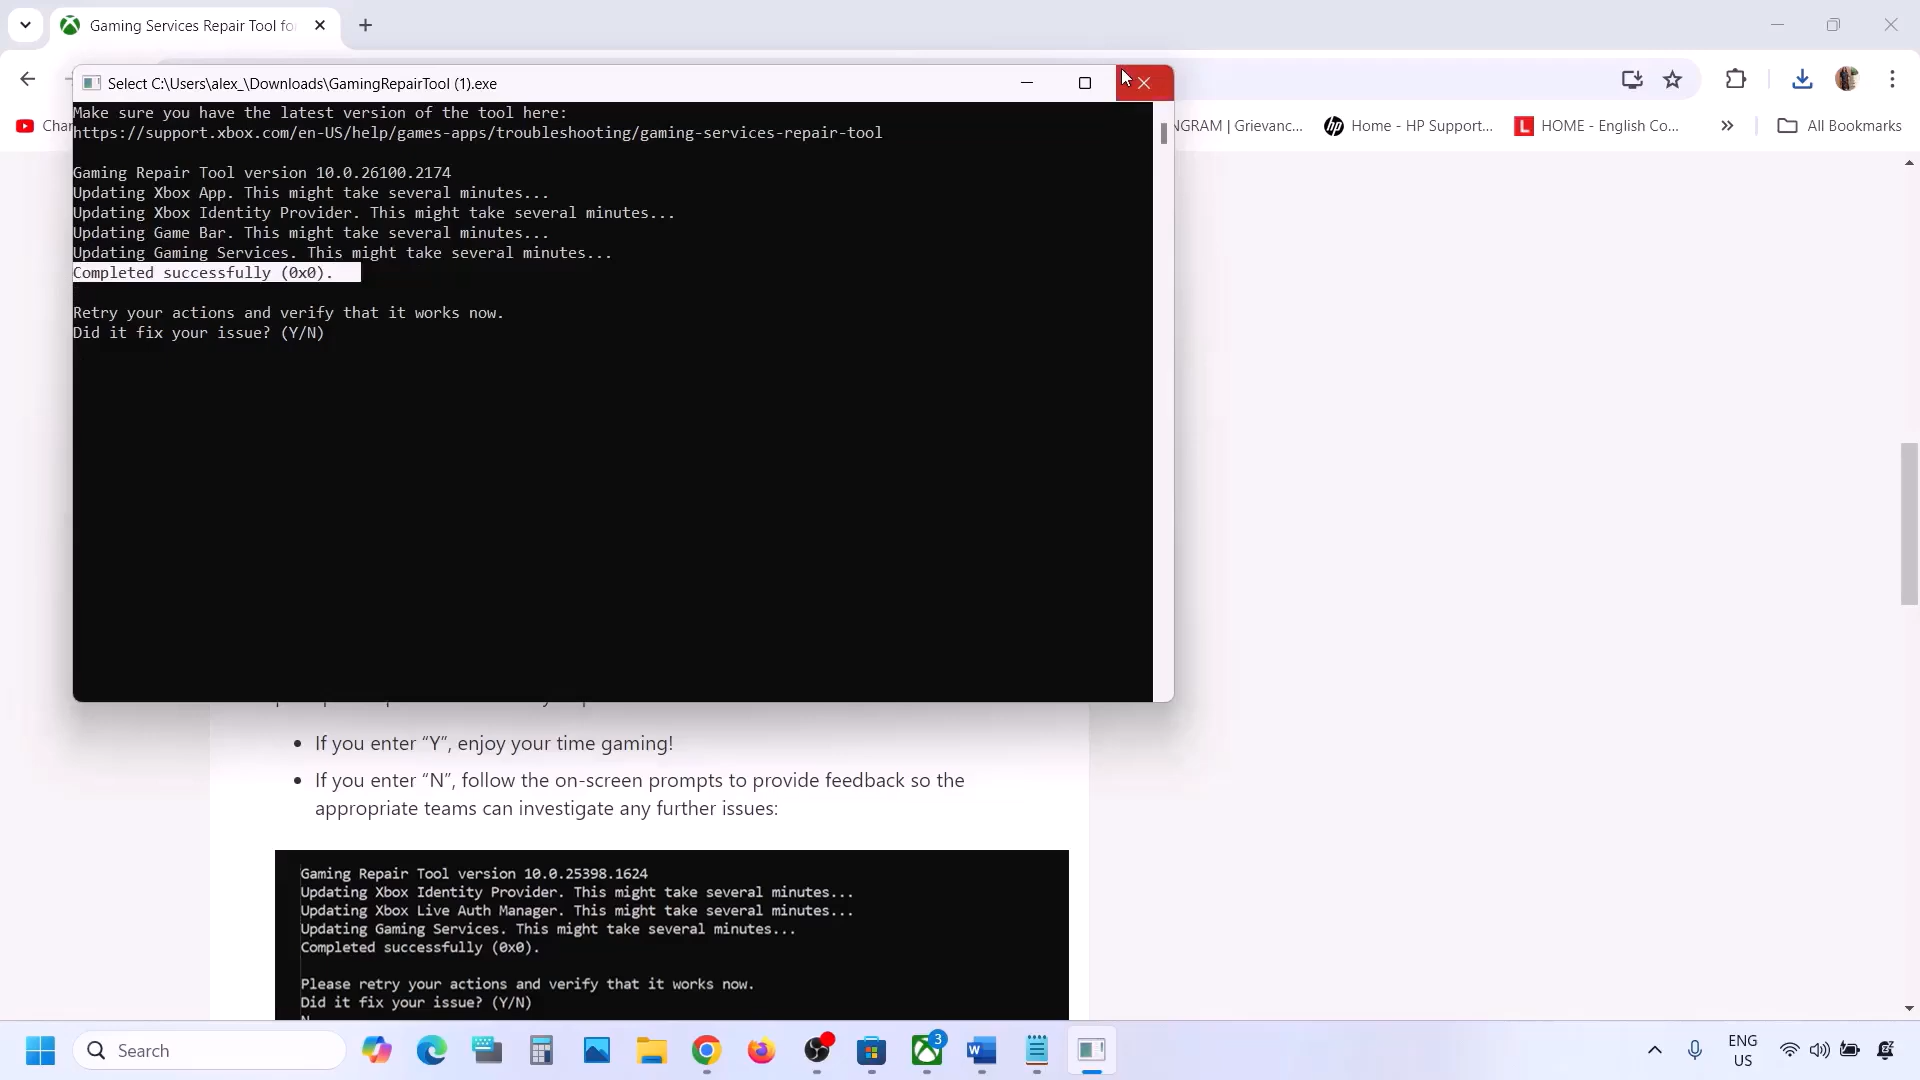 Gaming Services Repair Tool fo
Select C:\Users\alex_\Downloads\GamingRepairTool (1).exe
Make sure you have the latest version of the tool here:
https://support.xbox.com/en-US/help/games-apps/troubleshooting/gaming-services-repair-tool
Gaming Repair Tool version 10.0.26100.2174
Updating Xbox App. This might take several minutes...
Updating Xbox Identity Provider. This might take several minutes...
Updating Game Bar. This might take several minutes...
Updating Gaming Services. This might take several minutes...
Completed successfully (0x0).
Retry your actions and verify that it works now.
Did it fix your issue? (Y/N)
Char
NGRAM | Grievanc...
Home - HP Support...
HOME - English Co...
All Bookmarks
• If you enter “Y”, enjoy your time gaming!
• If you enter “N”, follow the on-screen prompts to provide feedback so the
appropriate teams can investigate any further issues:
Gaming Repair Tool version 10.0.25398.1624
Updating Xbox Identity Provider. This might take several minutes...
Updating Xbox Live Auth Manager. This might take several minutes...
Updating Gaming Services. This might take several minutes...
Completed successfully (0x0).
Please retry your actions and verify that it works now.
Did it fix your issue? (Y/N)
N
Search
3
ENG
US